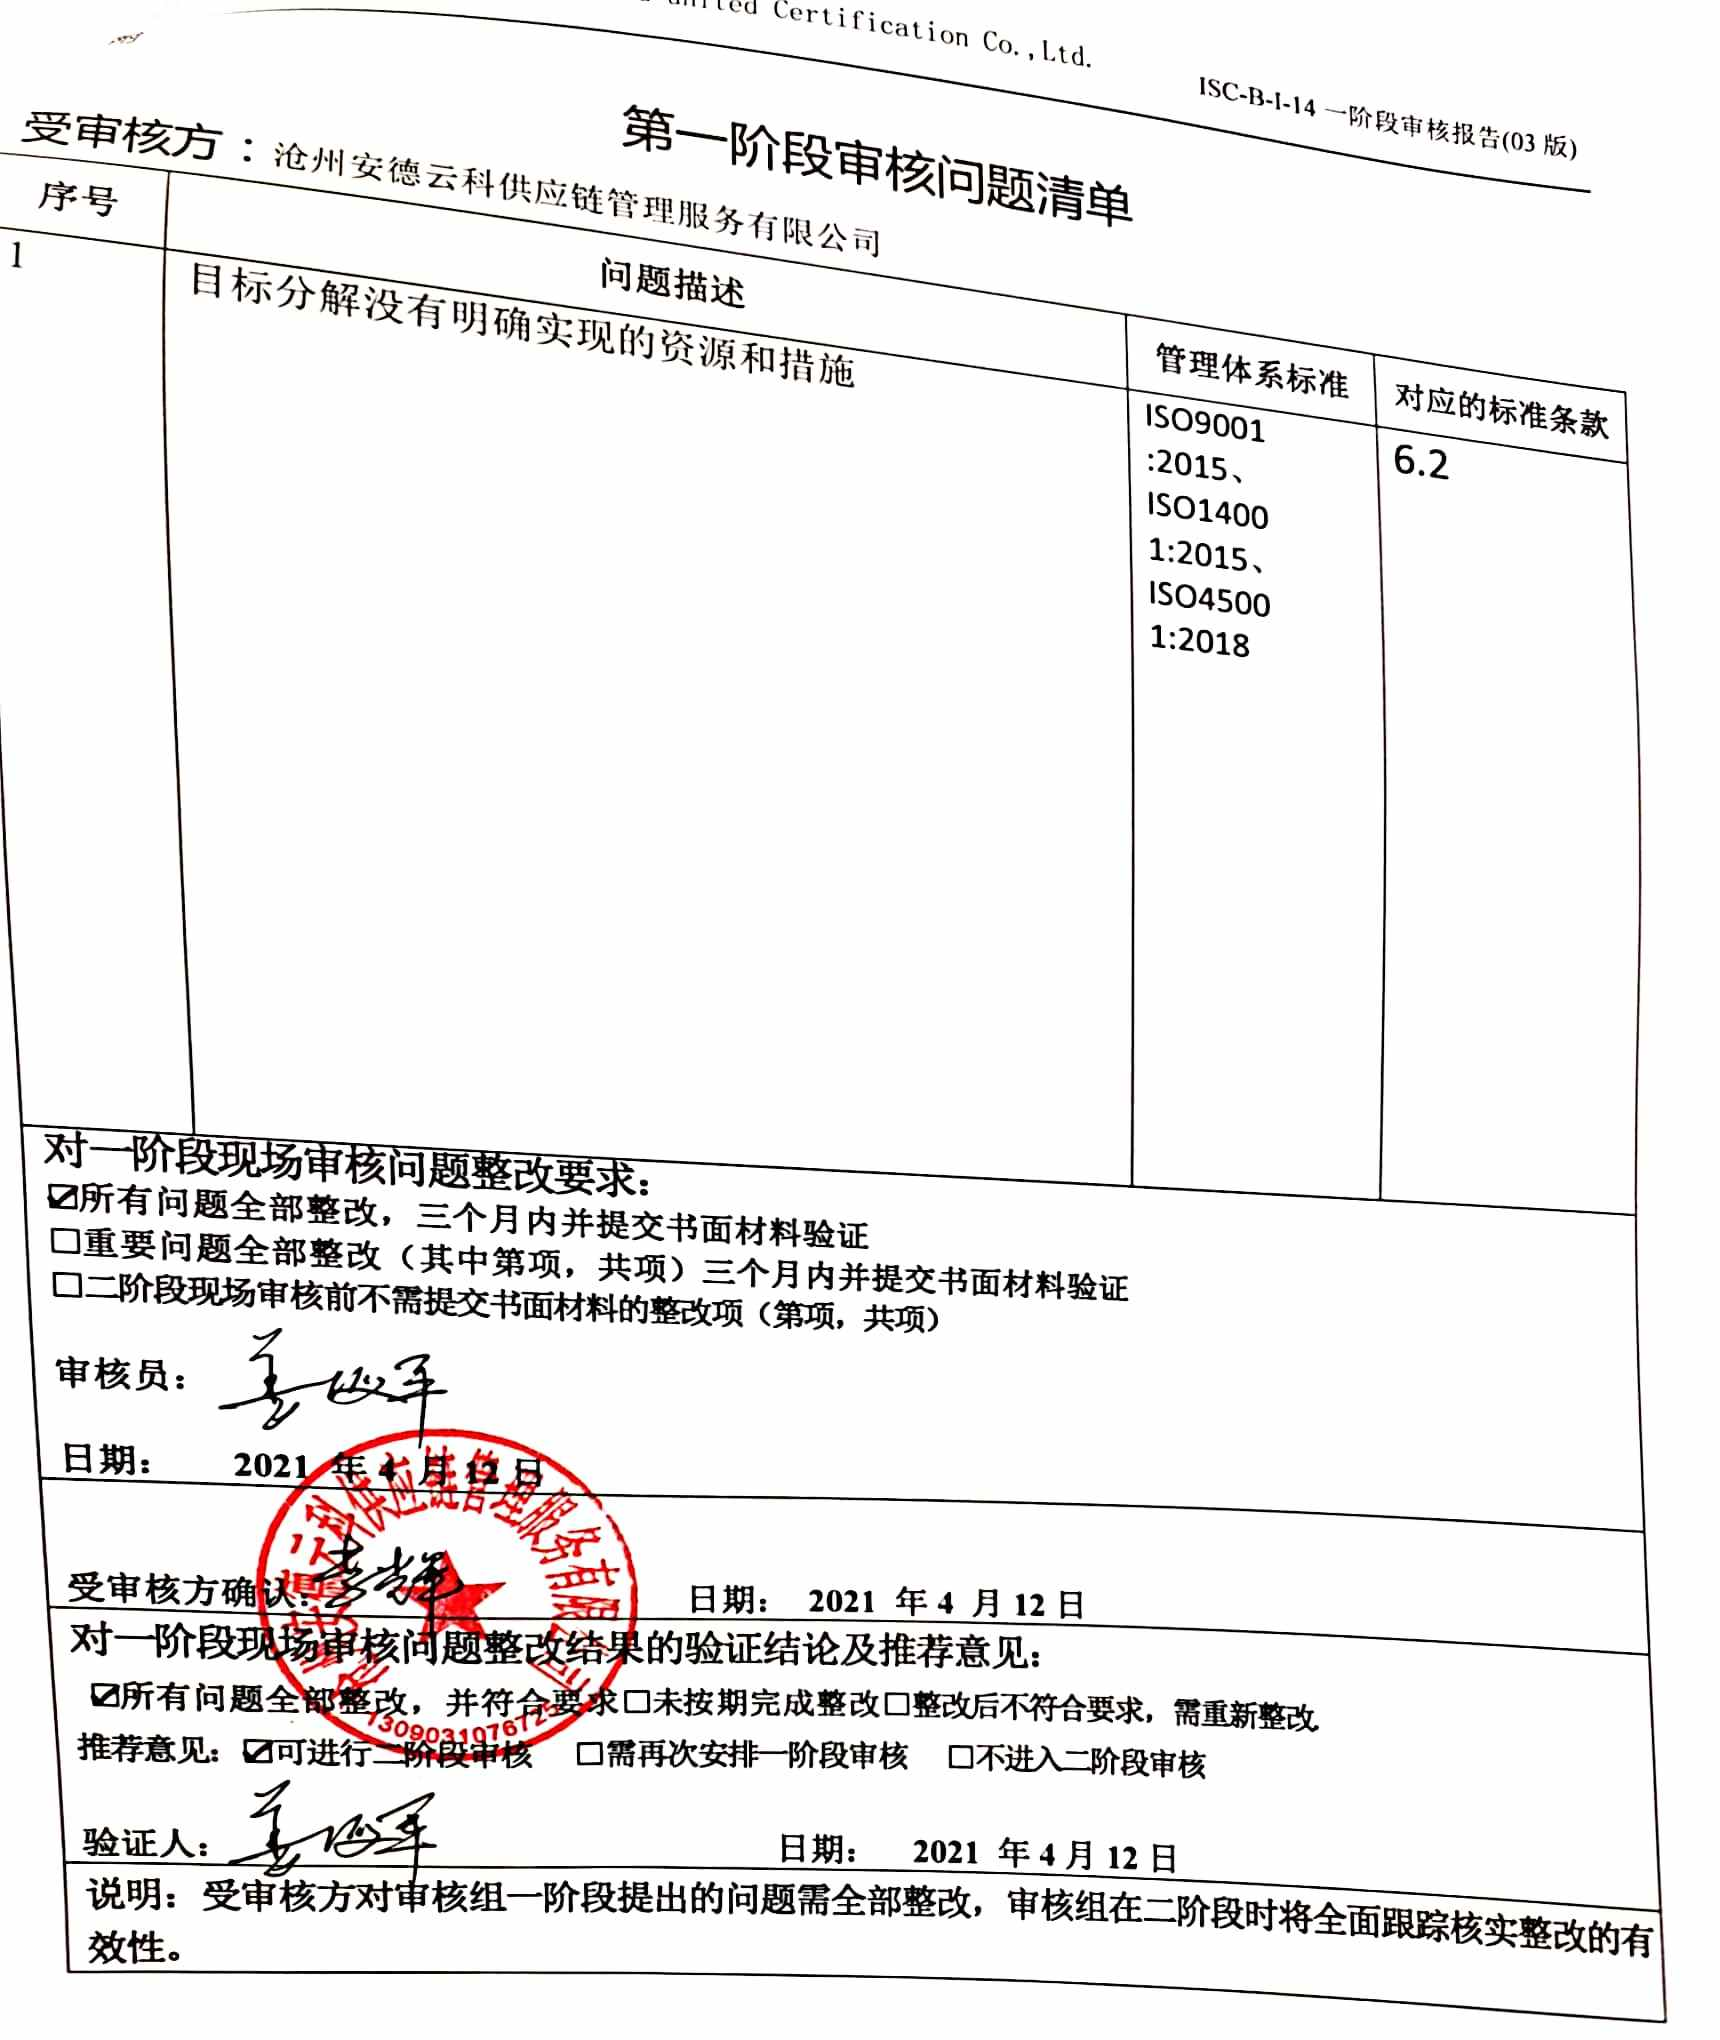 united Certification Co.,Ltd.
ISC-B-I-14 一阶段审核报告(03 版)
第一阶段审核问题清单
受审核方：沧州安德云科供应链管理服务有限公司
序号
问题描述
管理体系标准
对应的标准条款
1
目标分解没有明确实现的资源和措施
ISO9001
:2015、
ISO1400
1:2015、
ISO4500
1:2018
6.2
对一阶段现场审核问题整改要求：
☑所有问题全部整改，三个月内并提交书面材料验证
□重要问题全部整改（其中第项，共项）三个月内并提交书面材料验证
□二阶段现场审核前不需提交书面材料的整改项（第项，共项）
审核员：
日期： 2021 年 4 月 12 日
受审核方确认： 日期： 2021 年 4 月 12 日
云科供应链管理服务有限公司
1309031076725
对一阶段现场审核问题整改结果的验证结论及推荐意见：
☑所有问题全部整改，并符合要求□未按期完成整改□整改后不符合要求，需重新整改.
推荐意见：☑可进行二阶段审核 □需再次安排一阶段审核 □不进入二阶段审核
验证人： 日期： 2021 年 4 月 12 日
说明：受审核方对审核组一阶段提出的问题需全部整改，审核组在二阶段时将全面跟踪核实整改的有
效性。